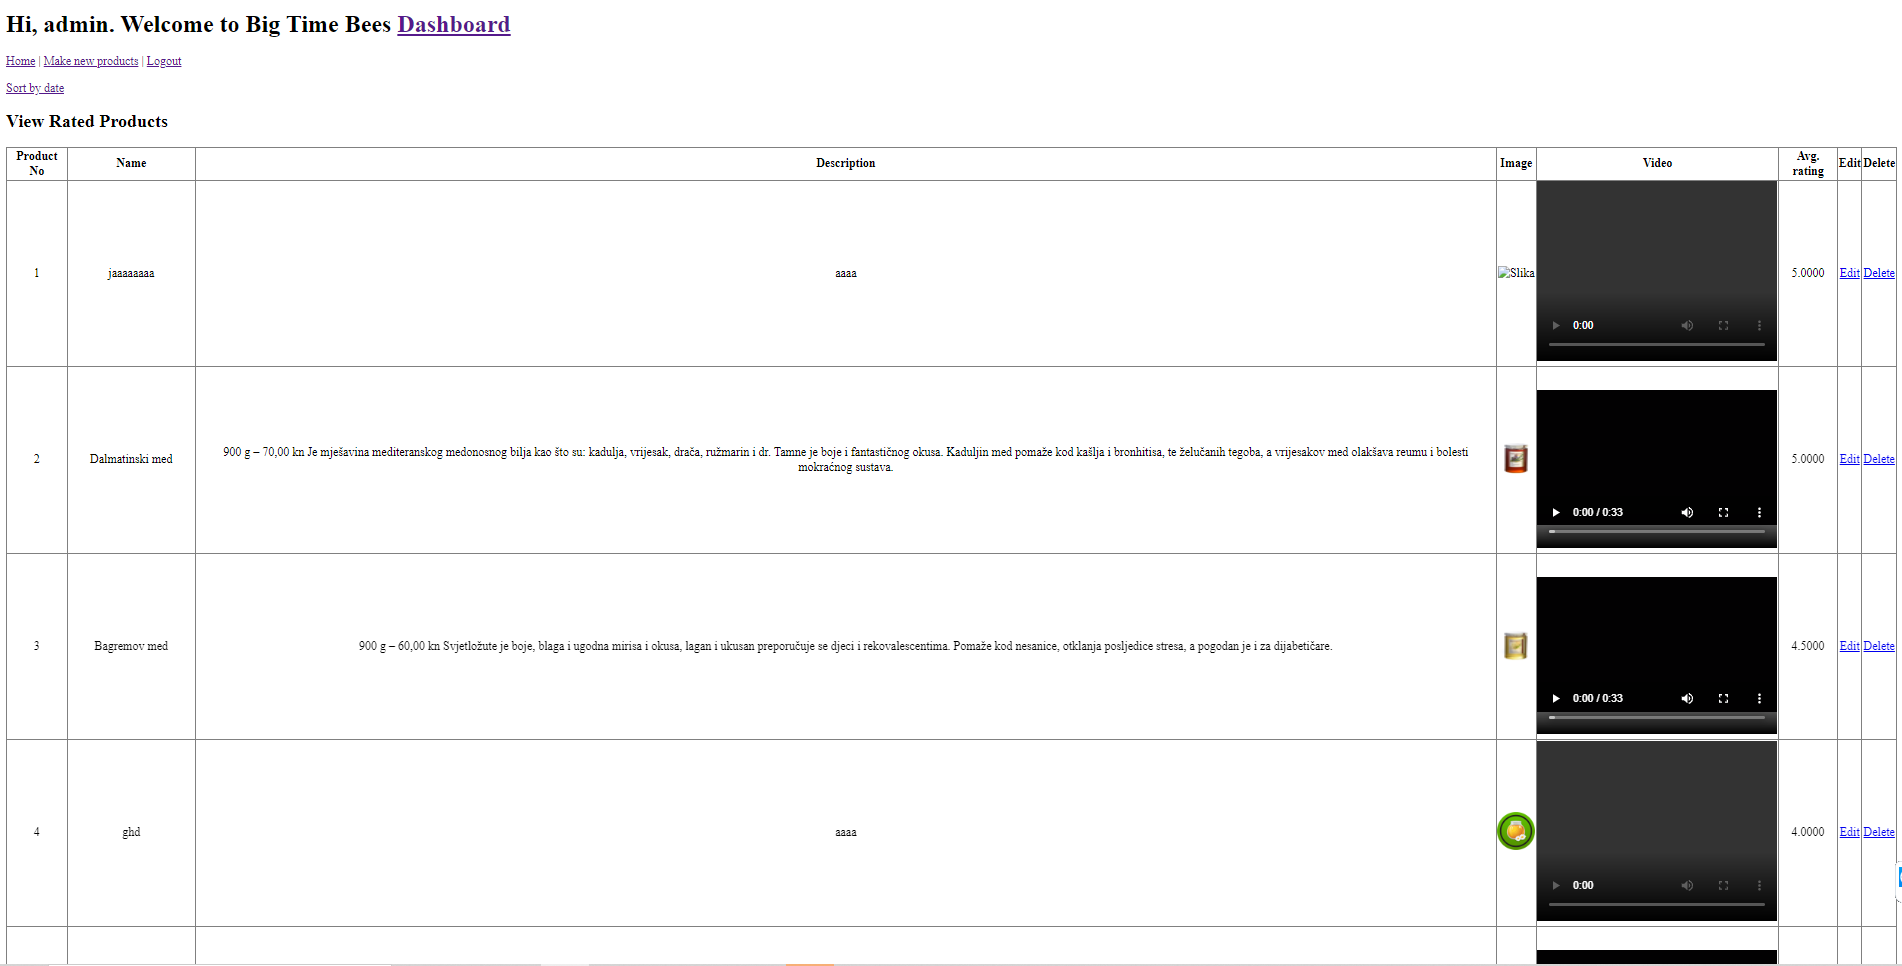 Hi, admin. Welcome to Big Time Bees Dashboard
Home | Make new products | Logout
Sort by date
View Rated Products
Product No Name Description Image Video Avg. rating Edit Delete
1 jaaaaaaaa aaaa Slika 0:00 5.0000 Edit Delete
2 Dalmatinski med 900 g – 70,00 kn Je mješavina mediteranskog medonosnog bilja kao što su: kadulja, vrijesak, drača, ružmarin i dr. Tamne je boje i fantastičnog okusa. Kaduljin med pomaže kod kašlja i bronhitisa, te želučanih tegoba, a vrijesakov med olakšava reumu i bolesti
mokraćnog sustava.
0:00 / 0:33 5.0000 Edit Delete
3 Bagremov med 900 g – 60,00 kn Svjetložute je boje, blaga i ugodna mirisa i okusa, lagan i ukusan preporučuje se djeci i rekovalescentima. Pomaže kod nesanice, otklanja posljedice stresa, a pogodan je i za dijabetičare. 0:00 / 0:33 4.5000 Edit Delete
4 ghd aaaa 0:00 4.0000 Edit Delete